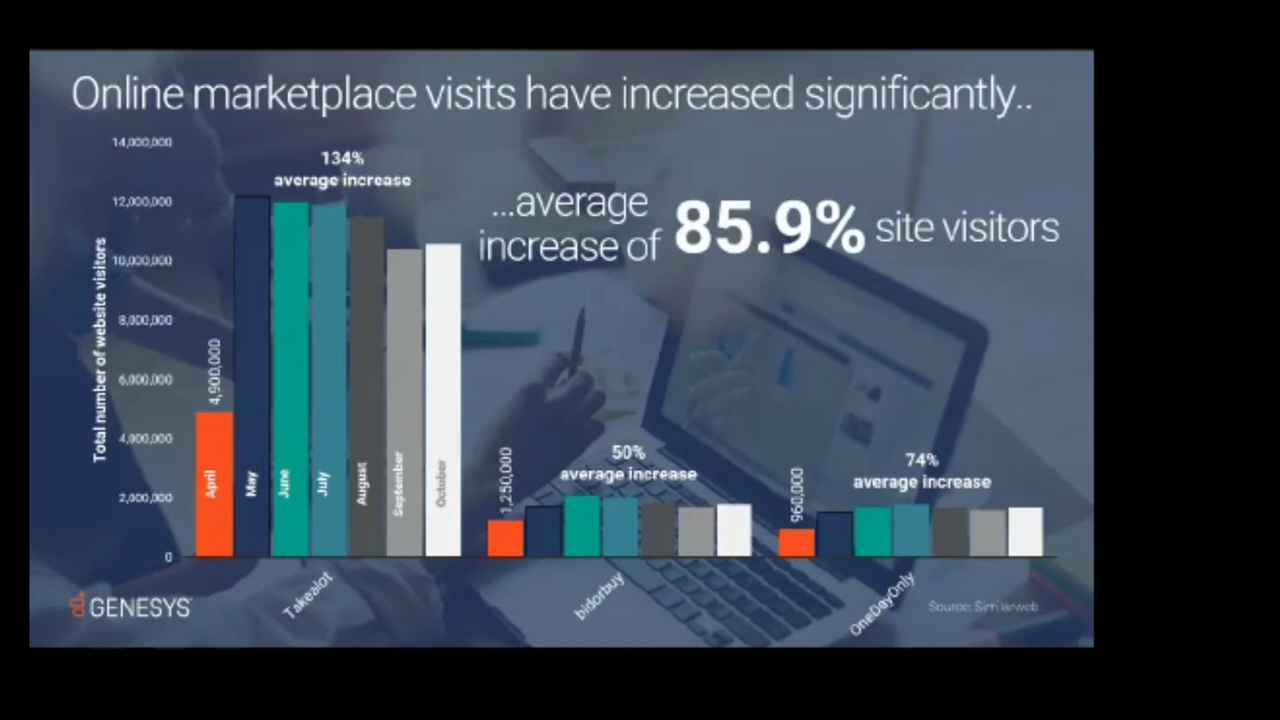 Online marketplace visits have increased significantly..
14,000,000
12,000,000
10,000,000
8,000,000
6,000,000
4,000,000
2,000,000
0
Total number of website visitors
134%
average increase
...average
increase of
85.9% site visitors
4,900,000
April
May
June
July
August
September
October
1,250,000
50%
average increase
960,000
74%
average increase
Takealot
bidorbuy
OneDayOnly
GENESYS
Source: Similarweb